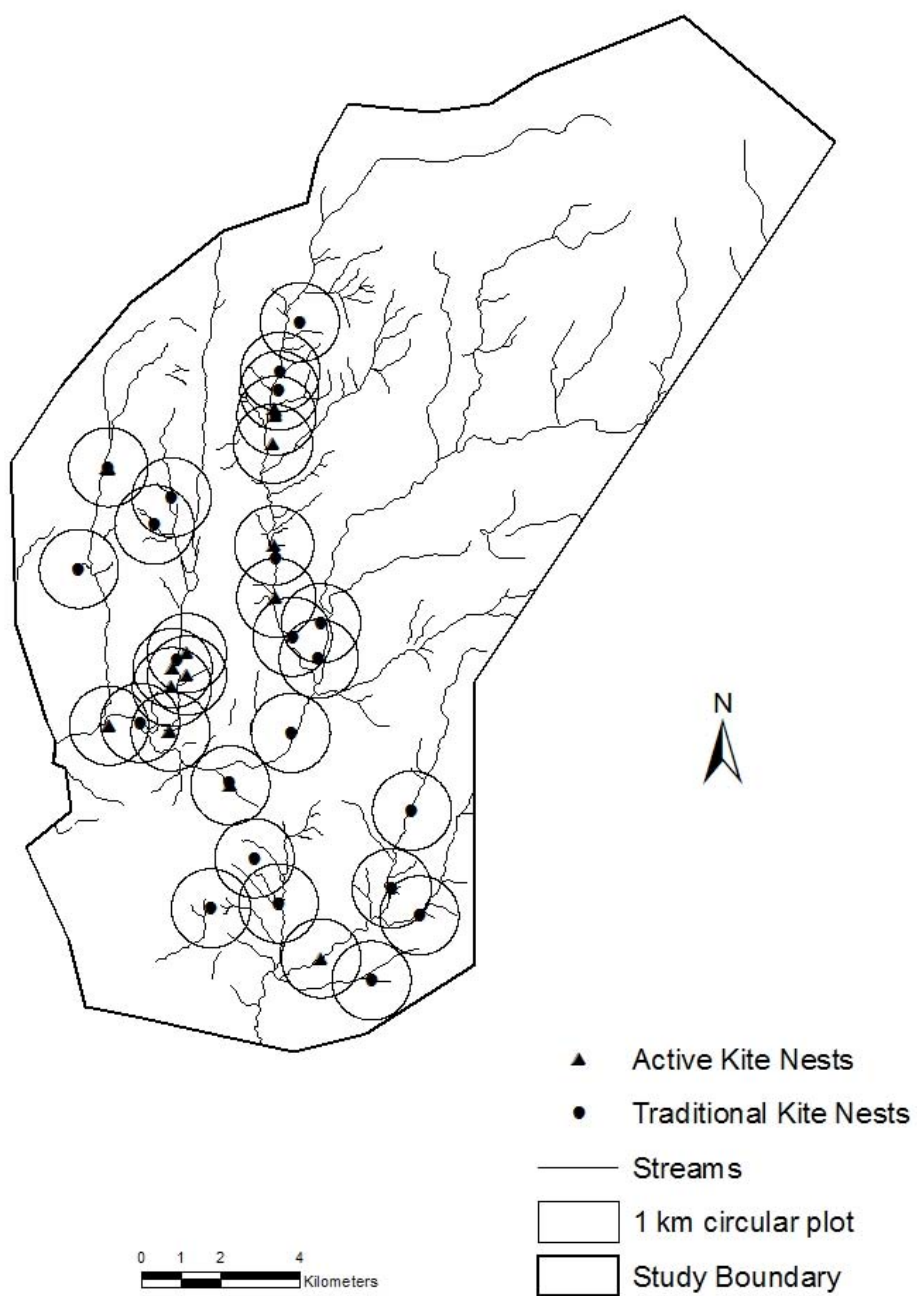 N
Active Kite Nests
Traditional Kite Nests
Streams
1 km circular plot
Study Boundary
0 1 2 4
Kilometers